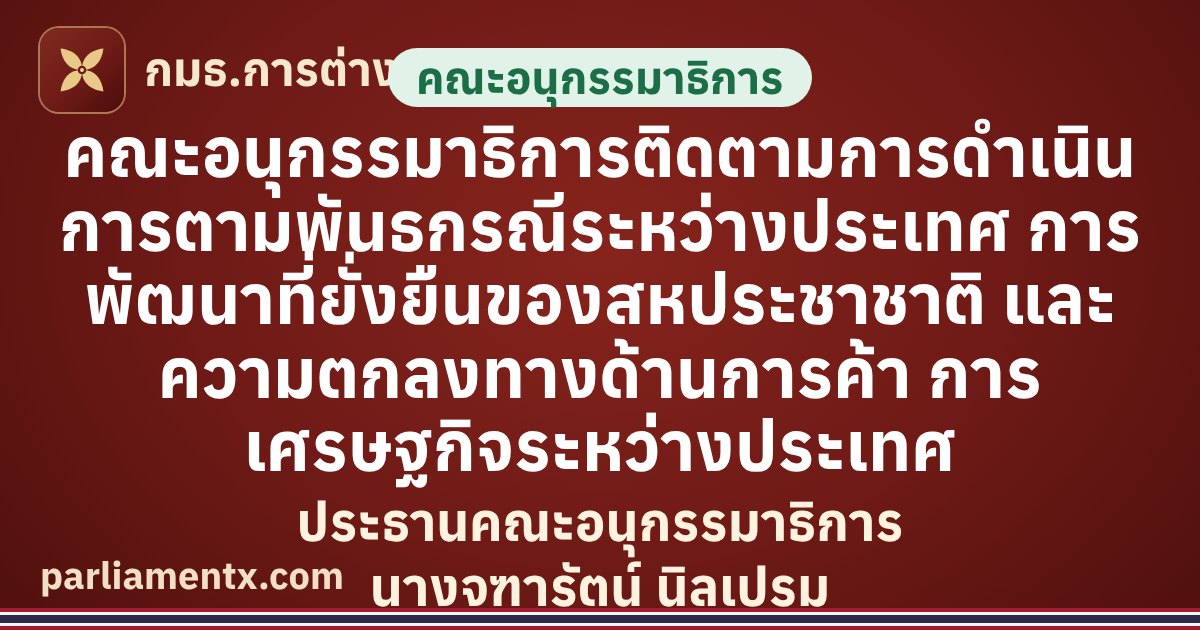 กมธ.การต่าง
คณะอนุกรรมาธิการ
คณะอนุกรรมาธิการติดตามการดำเนิน
การตามพันธกรณีระหว่างประเทศ การ
พัฒนาที่ยั่งยืนของสหประชาชาติ และ
ความตกลงทางด้านการค้า การ
เศรษฐกิจระหว่างประเทศ
ประธานคณะอนุกรรมาธิการ
นางจฑารัตน์ นิลเปรม
parliamentx.com